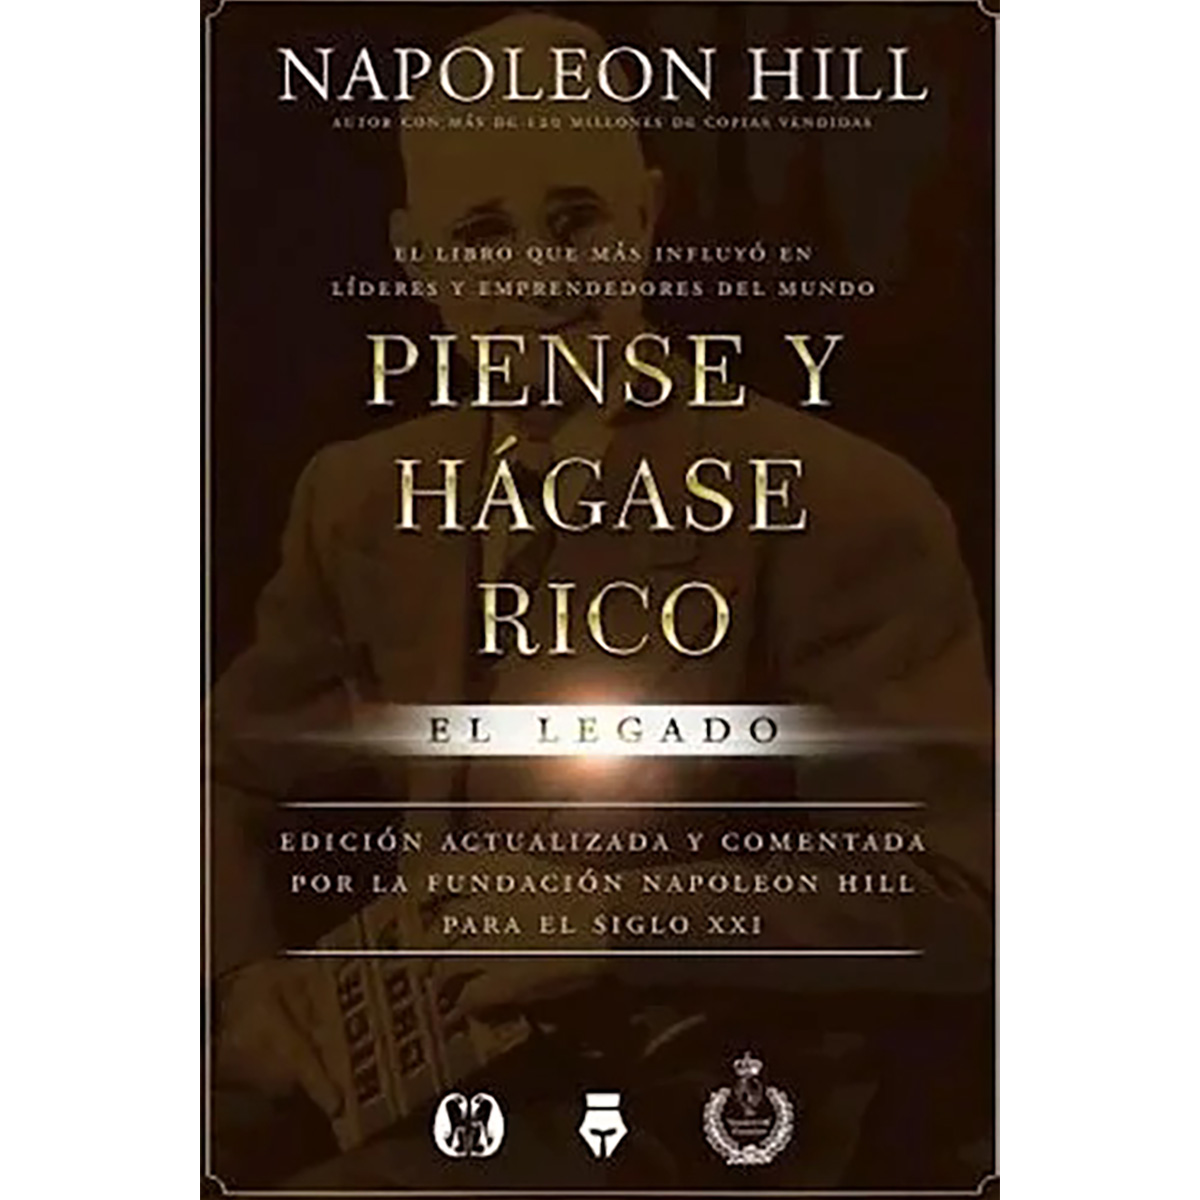 NAPOLEON HILL
AUTOR CON MÁS DE 120 MILLONES DE COPIAS VENDIDAS
EL LIBRO QUE MÁS INFLUYÓ EN
LÍDERES Y EMPRENDEDORES DEL MUNDO
PIENSE Y
HÁGASE
RICO
EL LEGADO
EDICIÓN ACTUALIZADA Y COMENTADA
POR LA FUNDACIÓN NAPOLEON HILL
PARA EL SIGLO XXI